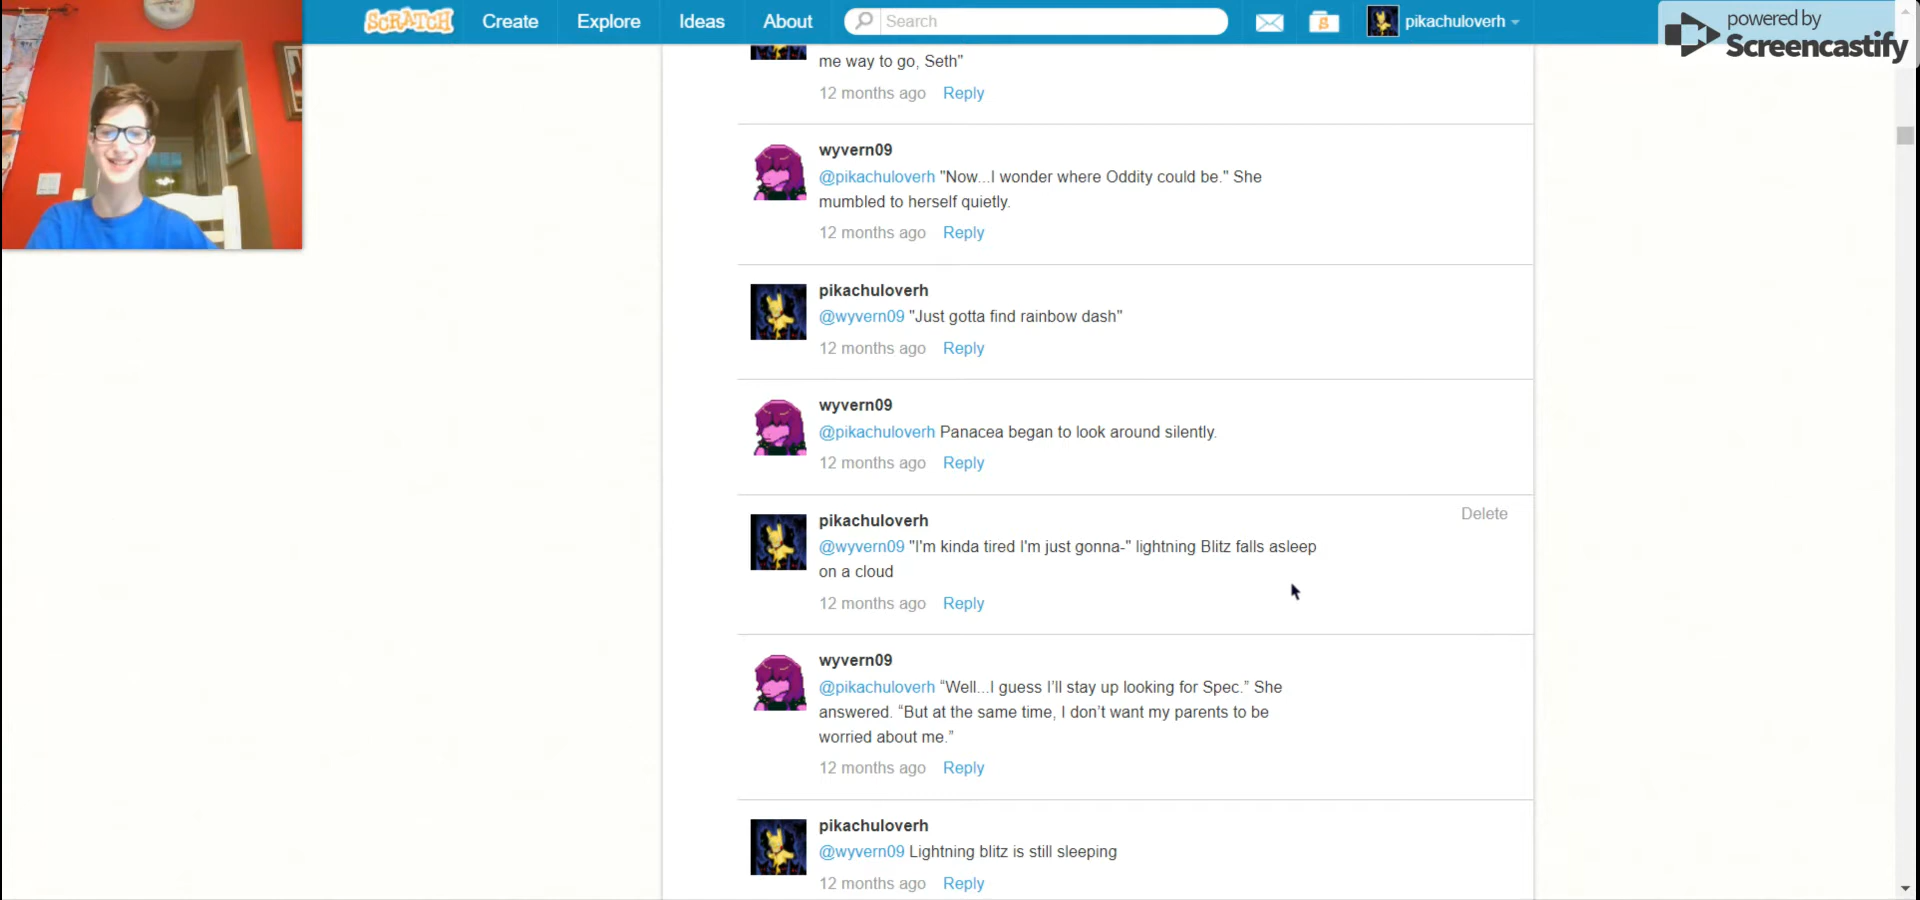 SCRATCH Create Explore Ideas About Search pikachuloverh
powered by
Screencastify
me way to go, Seth"
12 months ago Reply
wyvern09
@pikachuloverh "Now...I wonder where Oddity could be." She
mumbled to herself quietly.
12 months ago Reply
pikachuloverh
@wyvern09 "Just gotta find rainbow dash"
12 months ago Reply
wyvern09
@pikachuloverh Panacea began to look around silently.
12 months ago Reply
pikachuloverh
Delete
@wyvern09 "I'm kinda tired I'm just gonna-" lightning Blitz falls asleep
on a cloud
12 months ago Reply
wyvern09
@pikachuloverh “Well...I guess I’ll stay up looking for Spec.” She
answered. “But at the same time, I don’t want my parents to be
worried about me.”
12 months ago Reply
pikachuloverh
@wyvern09 Lightning blitz is still sleeping
12 months ago Reply